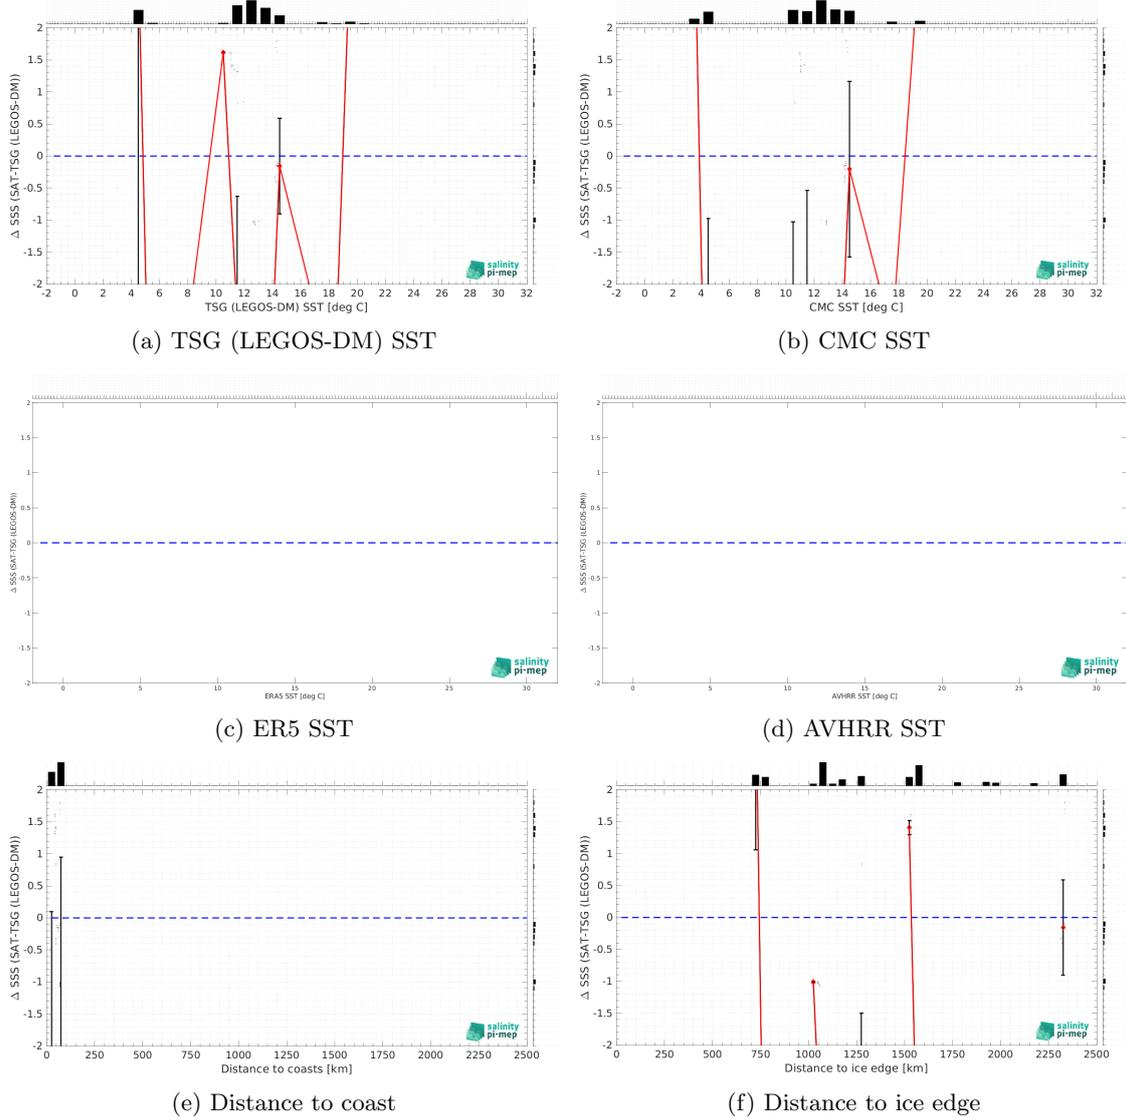 2
1.5
1
0.5
0
-0.5
-1
-1.5
-2
Δ SSS (SAT-TSG (LEGOS-DM))
salinity
pi-mep
-2 0 2 4 6 8 10 12 14 16 18 20 22 24 26 28 30 32
TSG (LEGOS-DM) SST [deg C]
(a) TSG (LEGOS-DM) SST
2
1.5
1
0.5
0
-0.5
-1
-1.5
-2
Δ SSS (SAT-TSG (LEGOS-DM))
salinity
pi-mep
-2 0 2 4 6 8 10 12 14 16 18 20 22 24 26 28 30 32
CMC SST [deg C]
(b) CMC SST
2
1.5
1
0.5
0
-0.5
-1
-1.5
-2
Δ SSS (SAT-TSG (LEGOS-DM))
salinity
pi-mep
0 5 10 15 20 25 30
ERA5 SST [deg C]
(c) ER5 SST
2
1.5
1
0.5
0
-0.5
-1
-1.5
-2
Δ SSS (SAT-TSG (LEGOS-DM))
salinity
pi-mep
0 5 10 15 20 25 30
AVHRR SST [deg C]
(d) AVHRR SST
2
1.5
1
0.5
0
-0.5
-1
-1.5
-2
Δ SSS (SAT-TSG (LEGOS-DM))
salinity
pi-mep
0 250 500 750 1000 1250 1500 1750 2000 2250 2500
Distance to coasts [km]
(e) Distance to coast
2
1.5
1
0.5
0
-0.5
-1
-1.5
-2
Δ SSS (SAT-TSG (LEGOS-DM))
salinity
pi-mep
0 250 500 750 1000 1250 1500 1750 2000 2250 2500
Distance to ice edge [km]
(f) Distance to ice edge